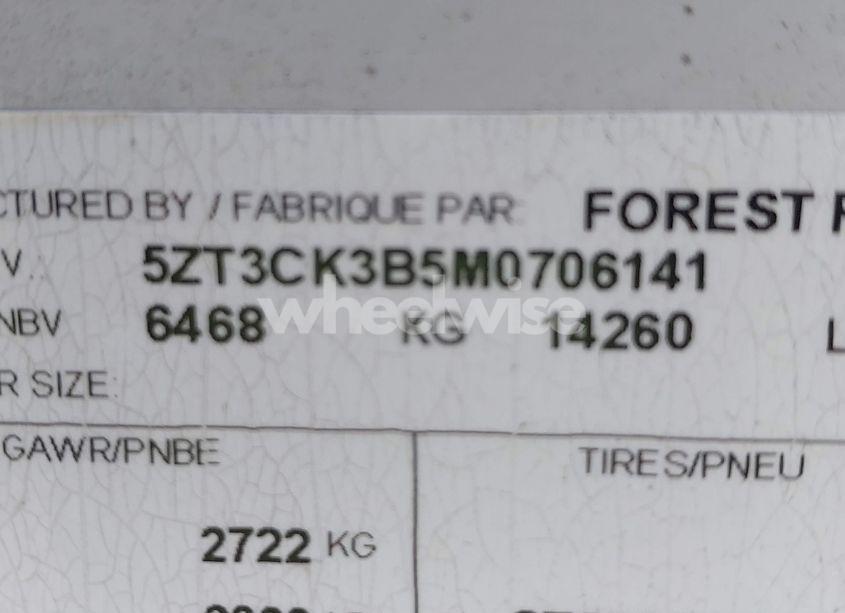 CTURED BY / FABRIQUE PAR: FOREST
V.: 5ZT3CK3B5M0706141
NBV 6468 KG 14260 L
R SIZE:
GAWR/PNBE TIRES/PNEU
2722 KG
wheelwise